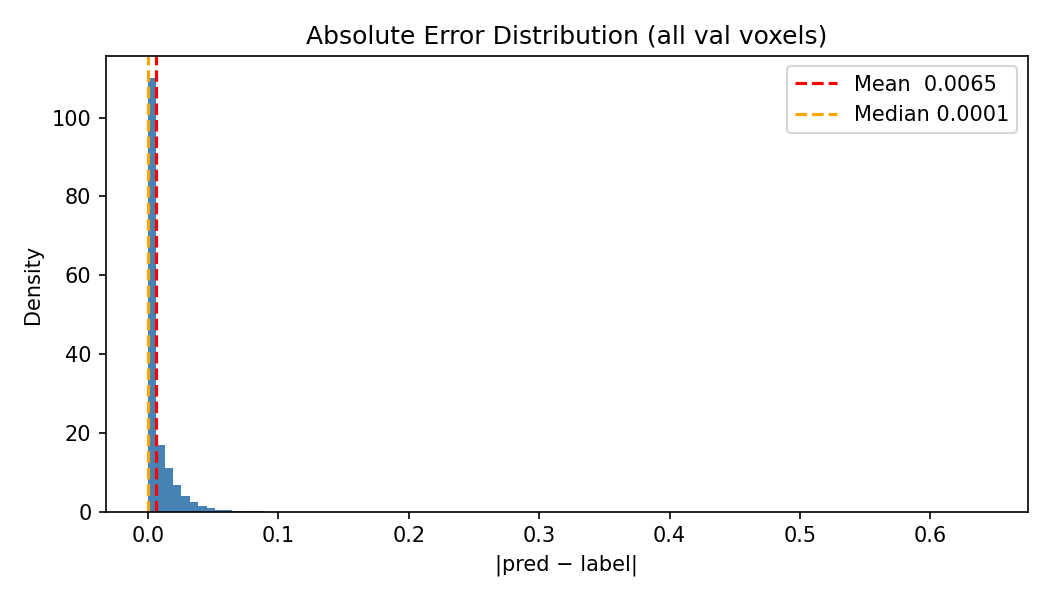 Absolute Error Distribution (all val voxels)
Mean  0.0065
Median 0.0001
Density
100
80
60
40
20
0
0.0 0.1 0.2 0.3 0.4 0.5 0.6
|pred − label|